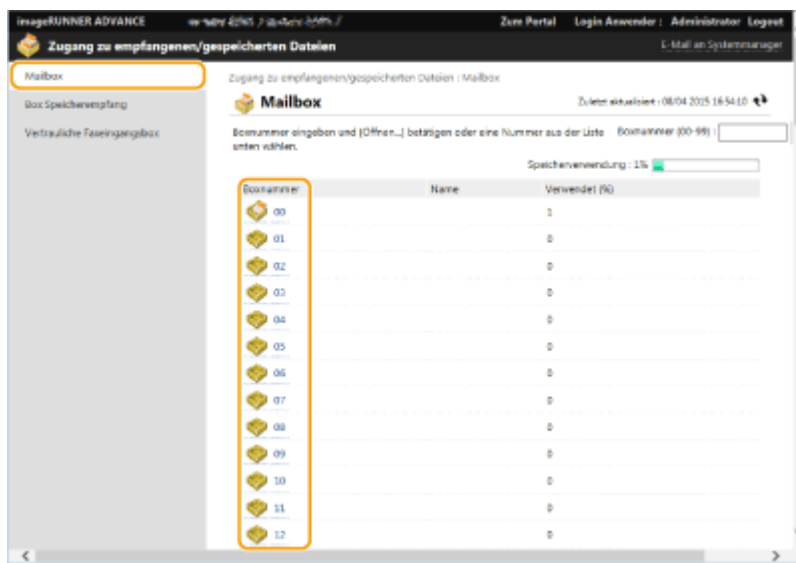 imageRUNNER ADVANCE Zum Portal Login Anwender : Administrator Logout
Zugang zu empfangenen/gespeicherten Dateien E-Mail an Systemmanager
Mailbox
Box Speicherempfang
Vertrauliche Faxeingangsbox
Zugang zu empfangenen/gespeicherten Dateien : Mailbox
Mailbox Zuletzt aktualisiert : 08/04 2015 16:54:10
Boxnummer eingeben und [Öffnen...] betätigen oder eine Nummer aus der Liste Boxnummer (00-99) :
unten wählen.
Speicherverwendung : 1%
Boxnummer Name Verwendet (%)
00 1
01 0
02 0
03 0
04 0
05 0
06 0
07 0
08 0
09 0
10 0
11 0
12 0